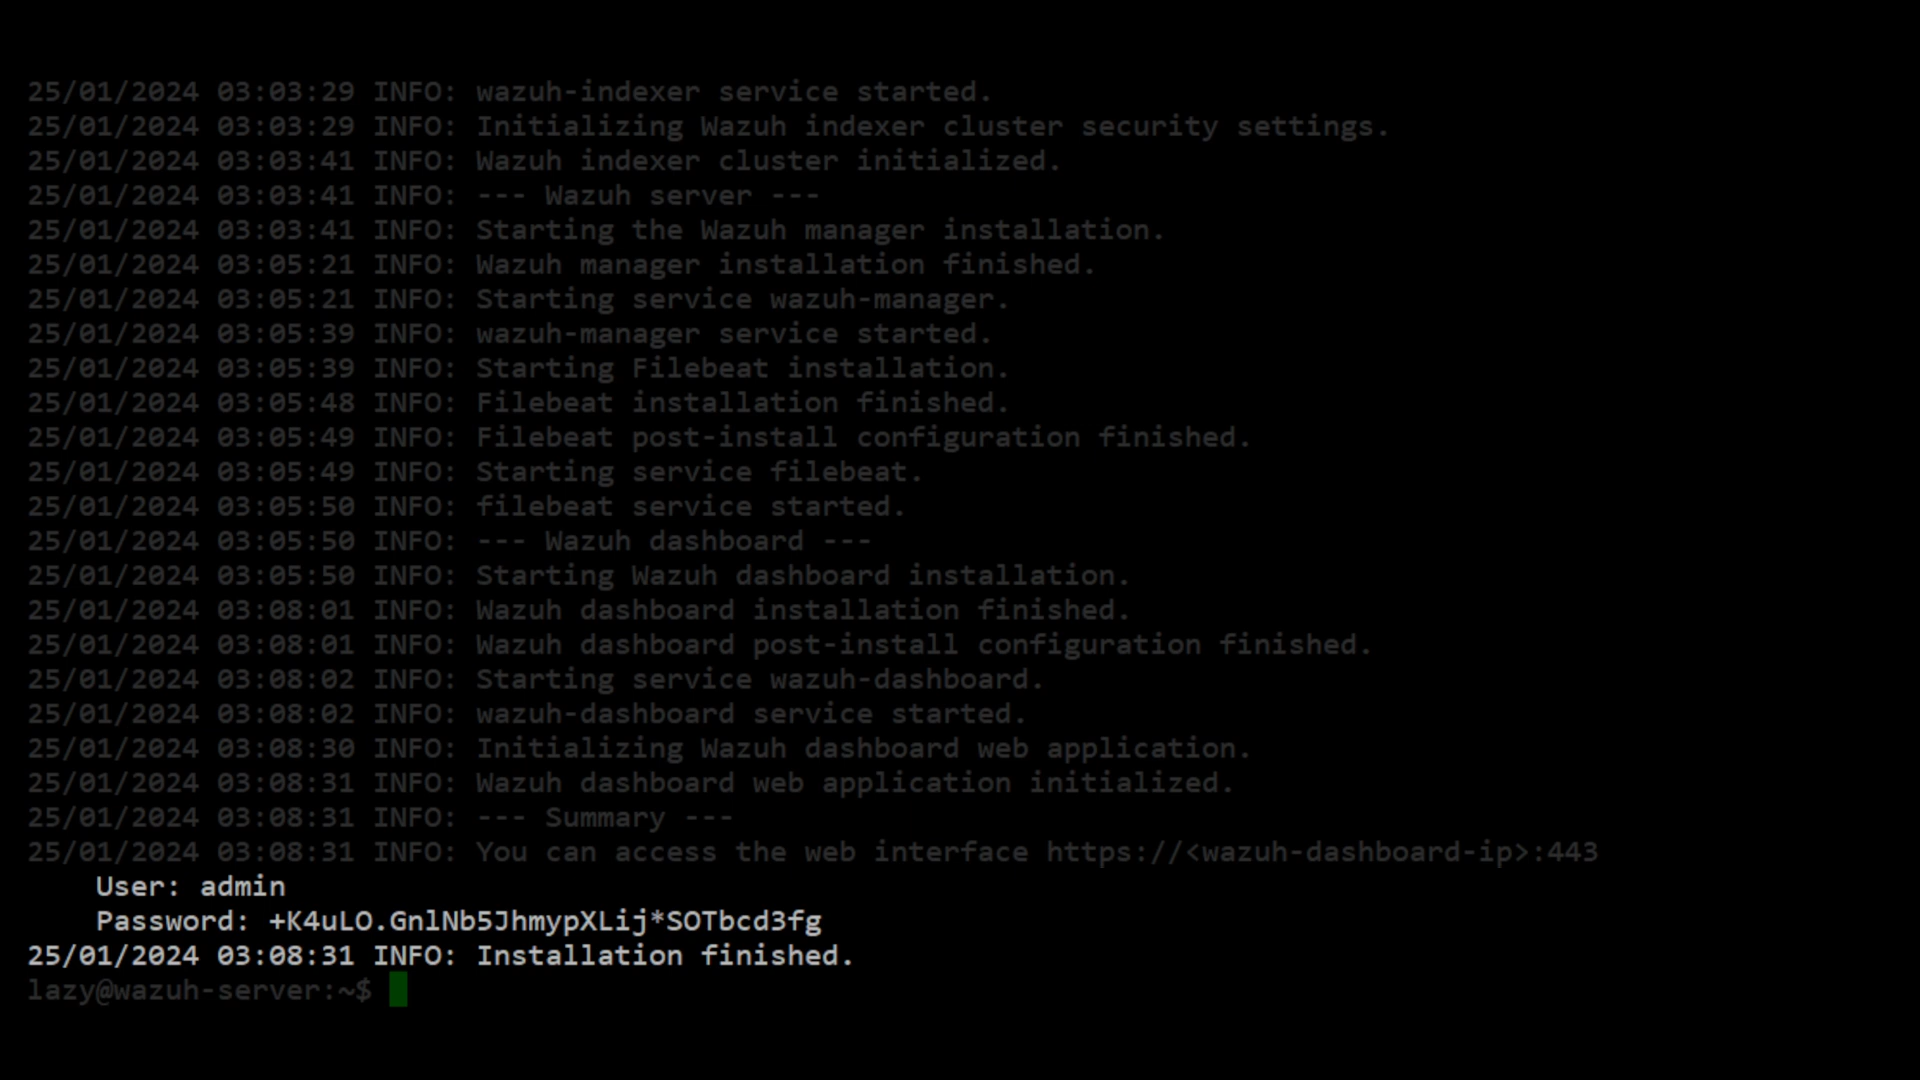 25/01/2024 03:03:29 INFO: wazuh-indexer service started.
25/01/2024 03:03:29 INFO: Initializing Wazuh indexer cluster security settings.
25/01/2024 03:03:41 INFO: Wazuh indexer cluster initialized.
25/01/2024 03:03:41 INFO: --- Wazuh server ---
25/01/2024 03:03:41 INFO: Starting the Wazuh manager installation.
25/01/2024 03:05:21 INFO: Wazuh manager installation finished.
25/01/2024 03:05:21 INFO: Starting service wazuh-manager.
25/01/2024 03:05:39 INFO: wazuh-manager service started.
25/01/2024 03:05:39 INFO: Starting Filebeat installation.
25/01/2024 03:05:48 INFO: Filebeat installation finished.
25/01/2024 03:05:49 INFO: Filebeat post-install configuration finished.
25/01/2024 03:05:49 INFO: Starting service filebeat.
25/01/2024 03:05:50 INFO: filebeat service started.
25/01/2024 03:05:50 INFO: --- Wazuh dashboard ---
25/01/2024 03:05:50 INFO: Starting Wazuh dashboard installation.
25/01/2024 03:08:01 INFO: Wazuh dashboard installation finished.
25/01/2024 03:08:01 INFO: Wazuh dashboard post-install configuration finished.
25/01/2024 03:08:02 INFO: Starting service wazuh-dashboard.
25/01/2024 03:08:02 INFO: wazuh-dashboard service started.
25/01/2024 03:08:30 INFO: Initializing Wazuh dashboard web application.
25/01/2024 03:08:31 INFO: Wazuh dashboard web application initialized.
25/01/2024 03:08:31 INFO: --- Summary ---
25/01/2024 03:08:31 INFO: You can access the web interface https://<wazuh-dashboard-ip>:443
User: admin
Password: +K4uLO.GnlNb5JhmypXLij*SOTbcd3fg
25/01/2024 03:08:31 INFO: Installation finished.
lazy@wazuh-server:~$